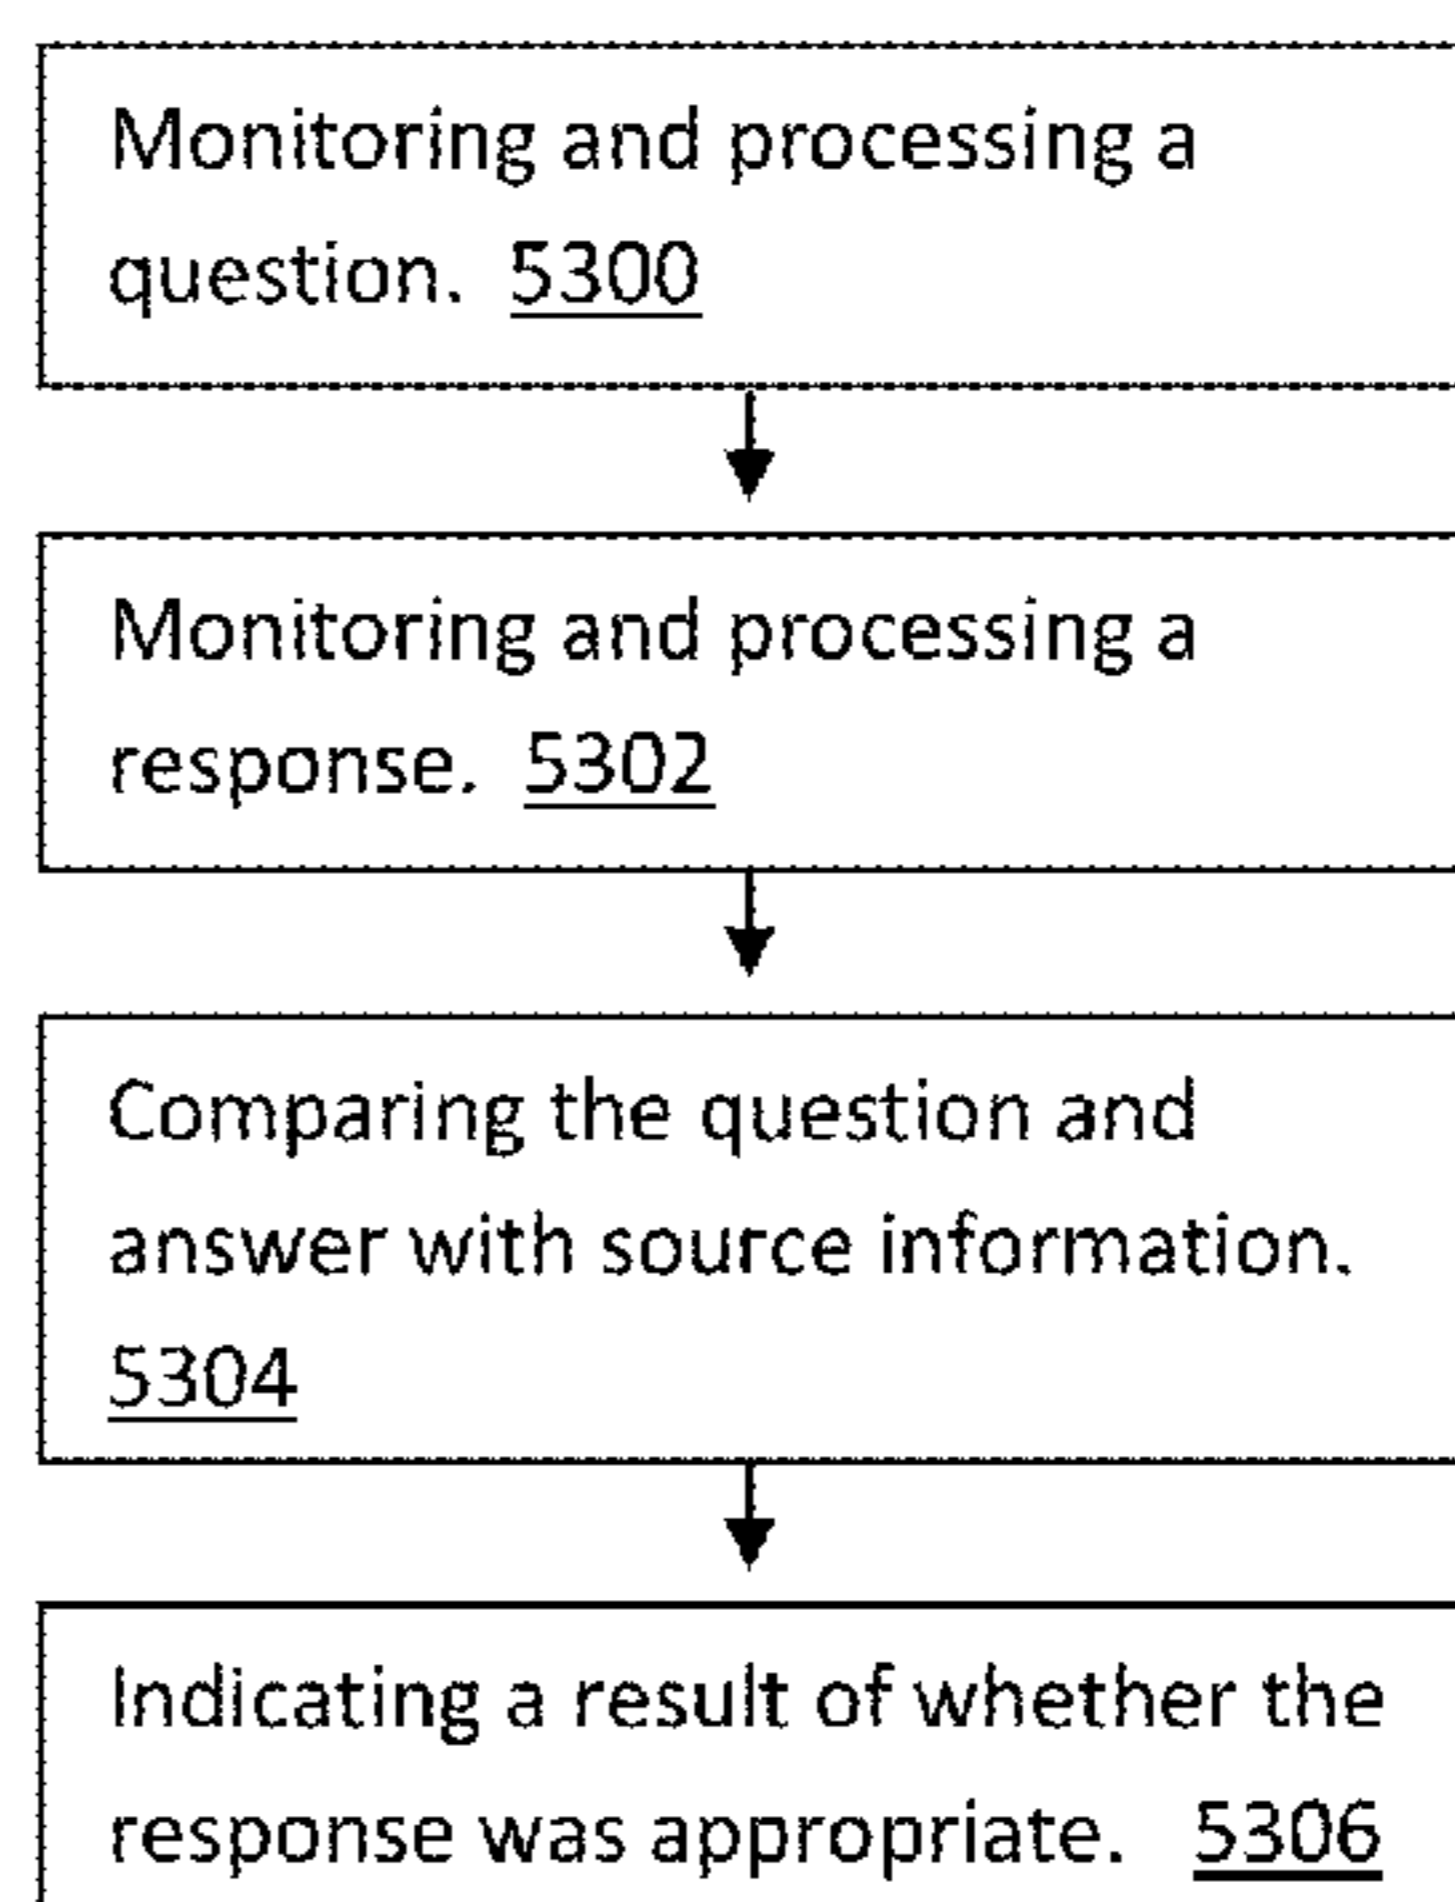 Monitoring and processing a
question. 5300
Monitoring and processing a
response. 5302
Comparing the question and
answer with source information.
5304
Indicating a result of whether the
response was appropriate. 5306